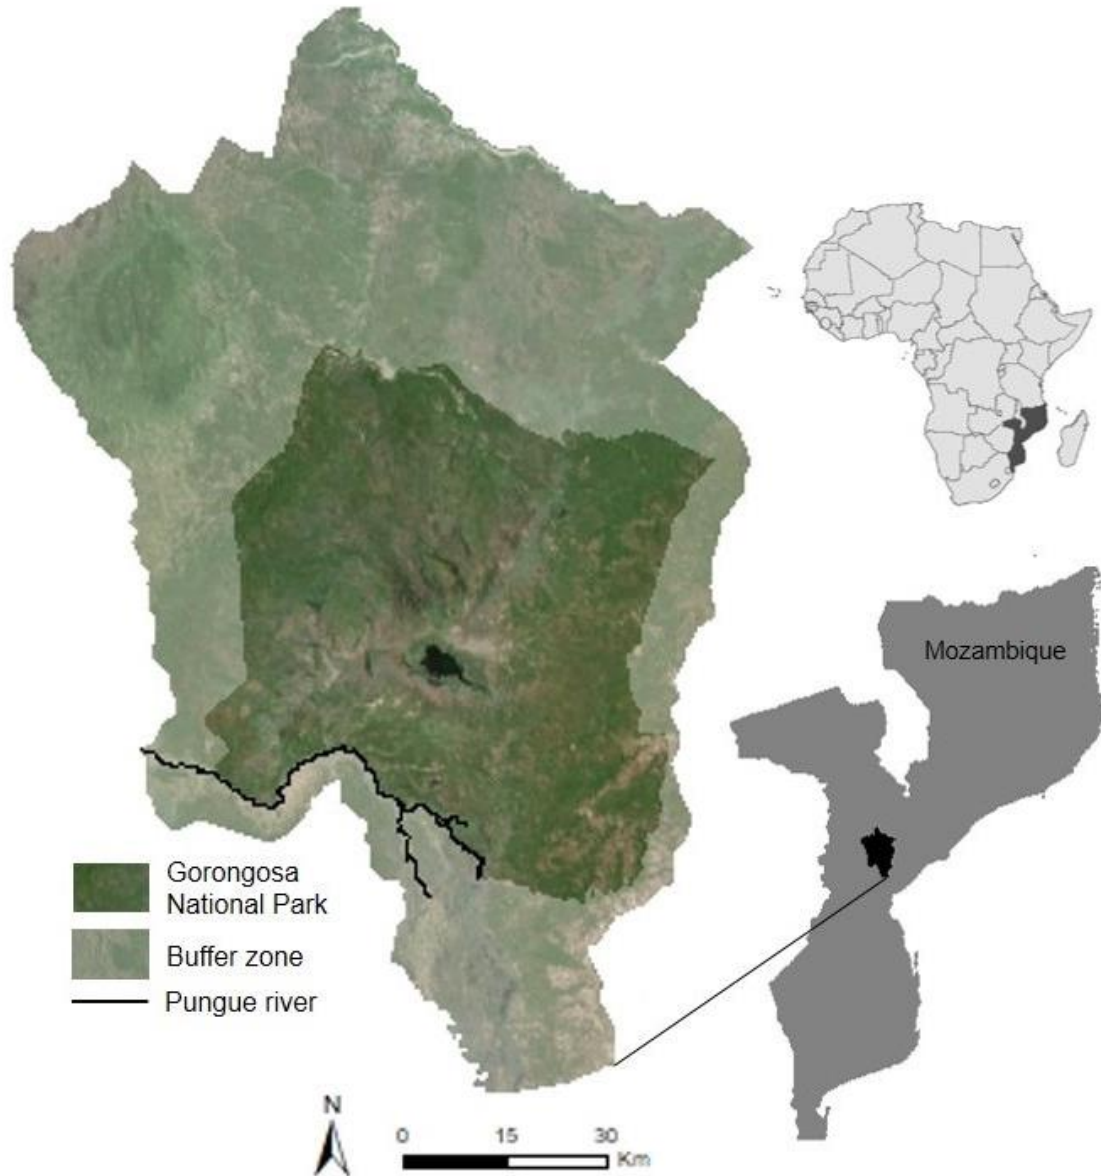 Mozambique
Gorongosa
National Park
Buffer zone
Pungue river
N
0 15 30
Km